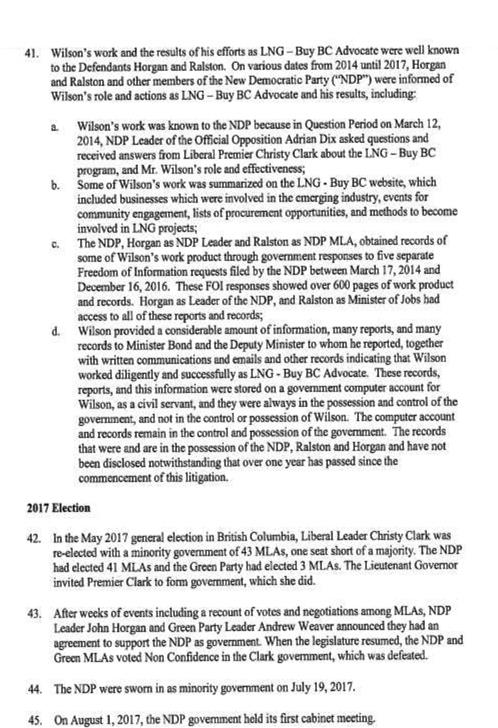 41. Wilson's work and the results of his efforts as LNG – Buy BC Advocate were well known
to the Defendants Horgan and Ralston. On various dates from 2014 until 2017, Horgan
and Ralston and other members of the New Democratic Party ("NDP") were informed of
Wilson's role and actions as LNG – Buy BC Advocate and his results, including:
a. Wilson's work was known to the NDP because in Question Period on March 12,
2014, NDP Leader of the Official Opposition Adrian Dix asked questions and
received answers from Liberal Premier Christy Clark about the LNG – Buy BC
program, and Mr. Wilson's role and effectiveness;
b. Some of Wilson's work was summarized on the LNG - Buy BC website, which
included businesses which were involved in the emerging industry, events for
community engagement, lists of procurement opportunities, and methods to become
involved in LNG projects;
c. The NDP, Horgan as NDP Leader and Ralston as NDP MLA, obtained records of
some of Wilson's work product through government responses to five separate
Freedom of Information requests filed by the NDP between March 17, 2014 and
December 16, 2016. These FOI responses showed over 600 pages of work product
and records. Horgan as Leader of the NDP, and Ralston as Minister of Jobs had
access to all of these reports and records;
d. Wilson provided a considerable amount of information, many reports, and many
records to Minister Bond and the Deputy Minister to whom he reported, together
with written communications and emails and other records indicating that Wilson
worked diligently and successfully as LNG - Buy BC Advocate. These records,
reports, and this information were stored on a government computer account for
Wilson, as a civil servant, and they were always in the possession and control of the
government, and not in the control or possession of Wilson. The computer account
and records remain in the control and possession of the government. The records
that were and are in the possession of the NDP, Ralston and Horgan and have not
been disclosed notwithstanding that over one year has passed since the
commencement of this litigation.
2017 Election
42. In the May 2017 general election in British Columbia, Liberal Leader Christy Clark was
re-elected with a minority government of 43 MLAs, one seat short of a majority. The NDP
had elected 41 MLAs and the Green Party had elected 3 MLAs. The Lieutenant Governor
invited Premier Clark to form government, which she did.
43. After weeks of events including a recount of votes and negotiations among MLAs, NDP
Leader John Horgan and Green Party Leader Andrew Weaver announced they had an
agreement to support the NDP as government. When the legislature resumed, the NDP and
Green MLAs voted Non Confidence in the Clark government, which was defeated.
44. The NDP were sworn in as minority government on July 19, 2017.
45. On August 1, 2017, the NDP government held its first cabinet meeting.